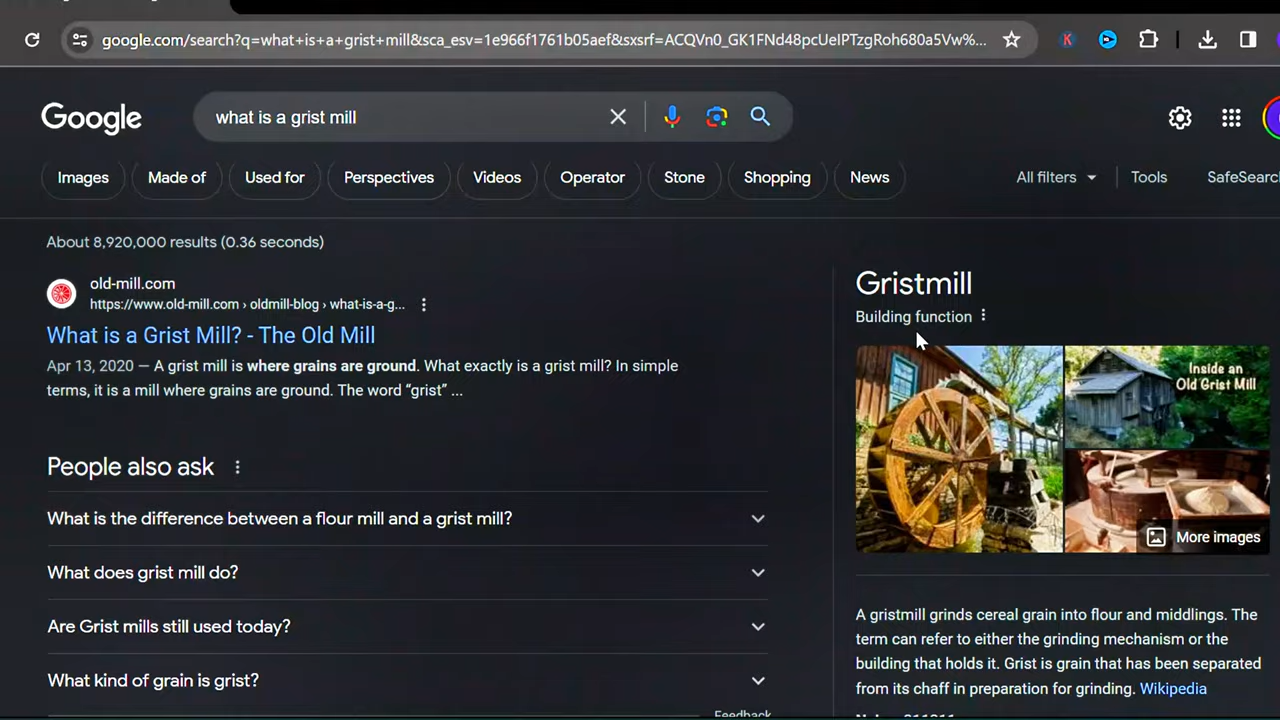 google.com/search?q=what+is+a+grist+mill&sca_esv=1e966f1761b05aef&sxsrf=ACQVn0_GK1FNd48pcUeIPTzgRoh680a5Vw%...
K
Google
what is a grist mill
Images
Made of
Used for
Perspectives
Videos
Operator
Stone
Shopping
News
All filters
Tools
SafeSearch
About 8,920,000 results (0.36 seconds)
old-mill.com
https://www.old-mill.com › oldmill-blog › what-is-a-g...
What is a Grist Mill? - The Old Mill
Apr 13, 2020 — A grist mill is where grains are ground. What exactly is a grist mill? In simple
terms, it is a mill where grains are ground. The word “grist” ...
People also ask
What is the difference between a flour mill and a grist mill?
What does grist mill do?
Are Grist mills still used today?
What kind of grain is grist?
Feedback
Gristmill
Building function
Inside an
Old Grist Mill
More images
A gristmill grinds cereal grain into flour and middlings. The
term can refer to either the grinding mechanism or the
building that holds it. Grist is grain that has been separated
from its chaff in preparation for grinding. Wikipedia